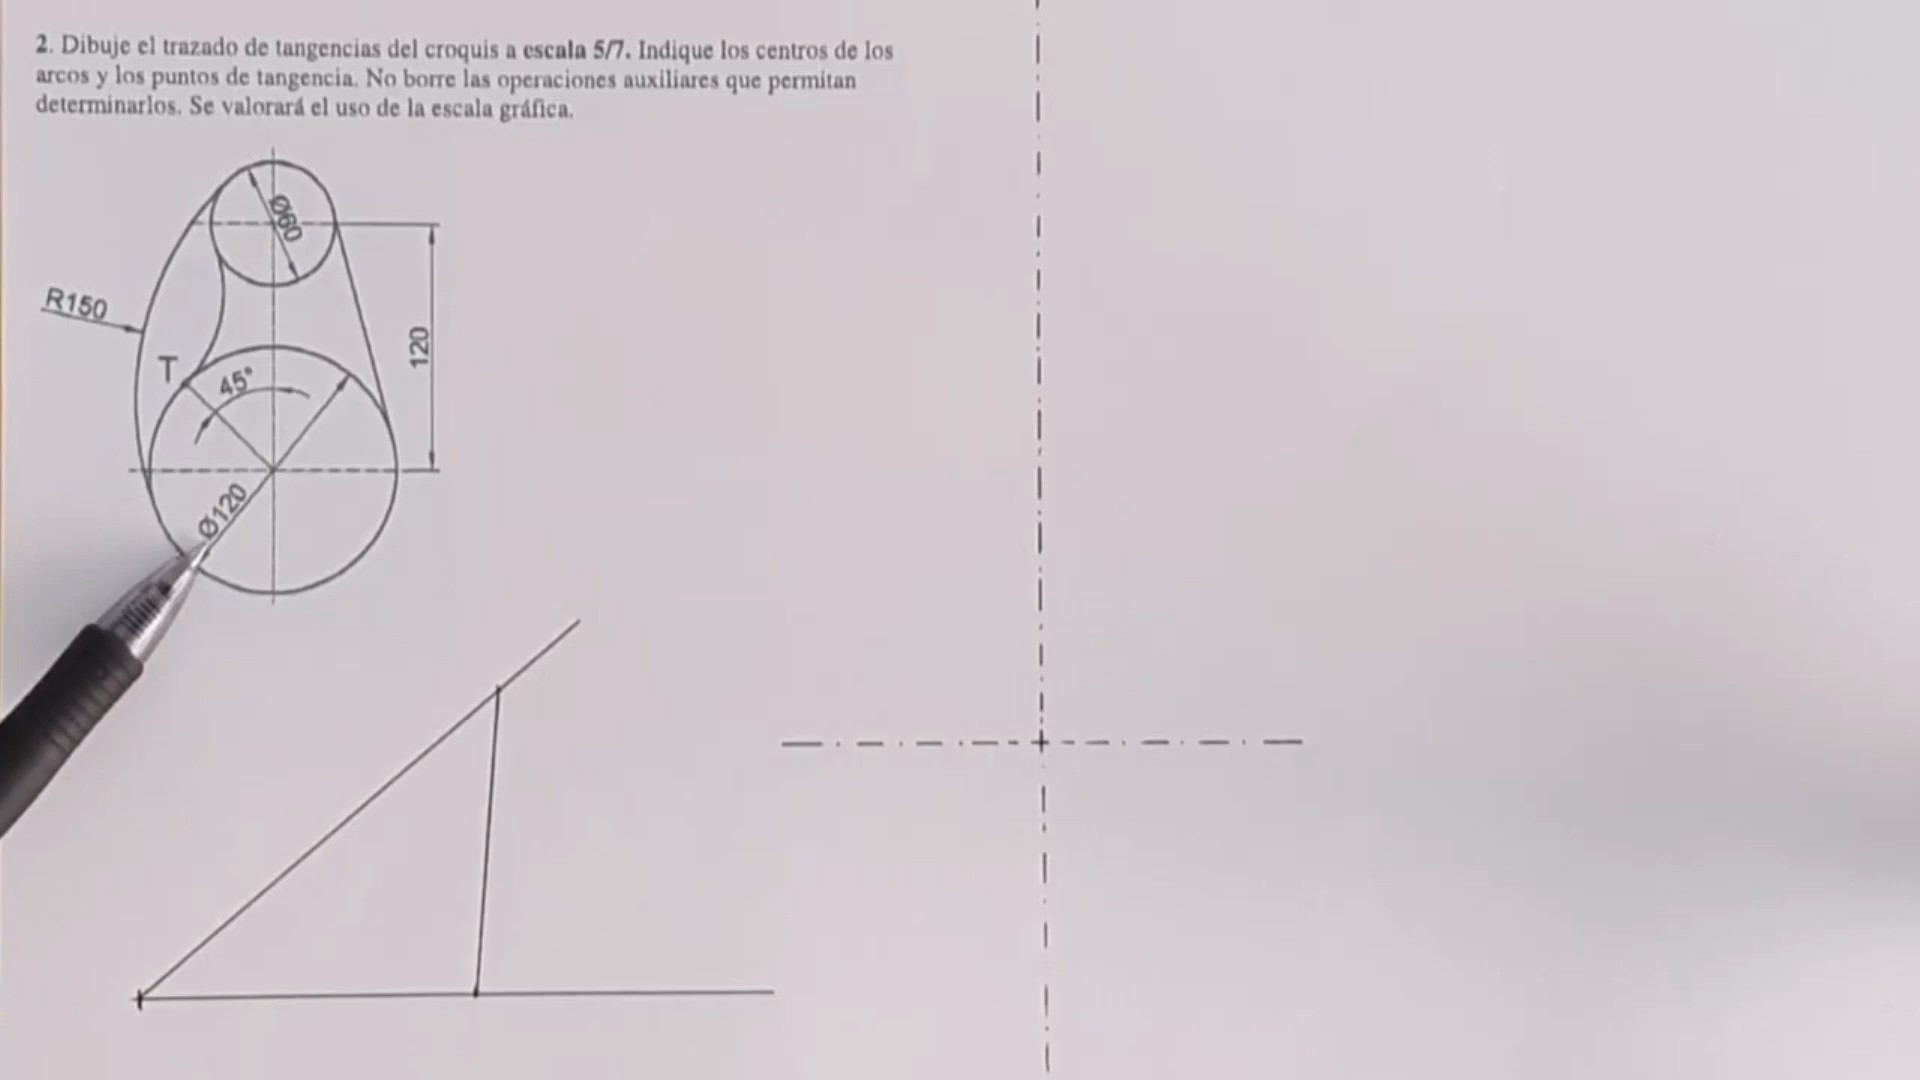 2. Dibuje el trazado de tangencias del croquis a escala 5/7. Indique los centros de los
arcos y los puntos de tangencia. No borre las operaciones auxiliares que permitan
determinarlos. Se valorará el uso de la escala gráfica.
Ø60
R150
120
T
45°
Ø120